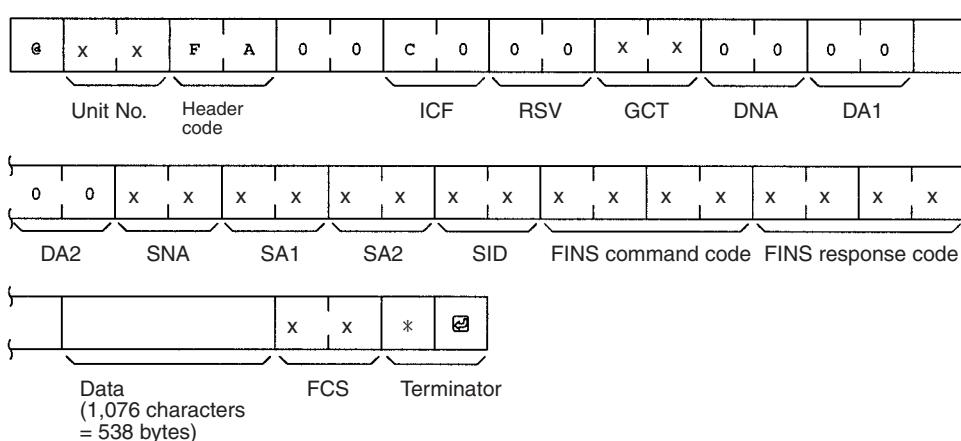 @ x x F A 0 0 C 0 0 0 x x 0 0 0 0
Unit No. Header code ICF RSV GCT DNA DA1
0 0 x x x x x x x x x x x x x x x x
DA2 SNA SA1 SA2 SID FINS command code FINS response code
x x * ↵
Data FCS Terminator
(1,076 characters
= 538 bytes)